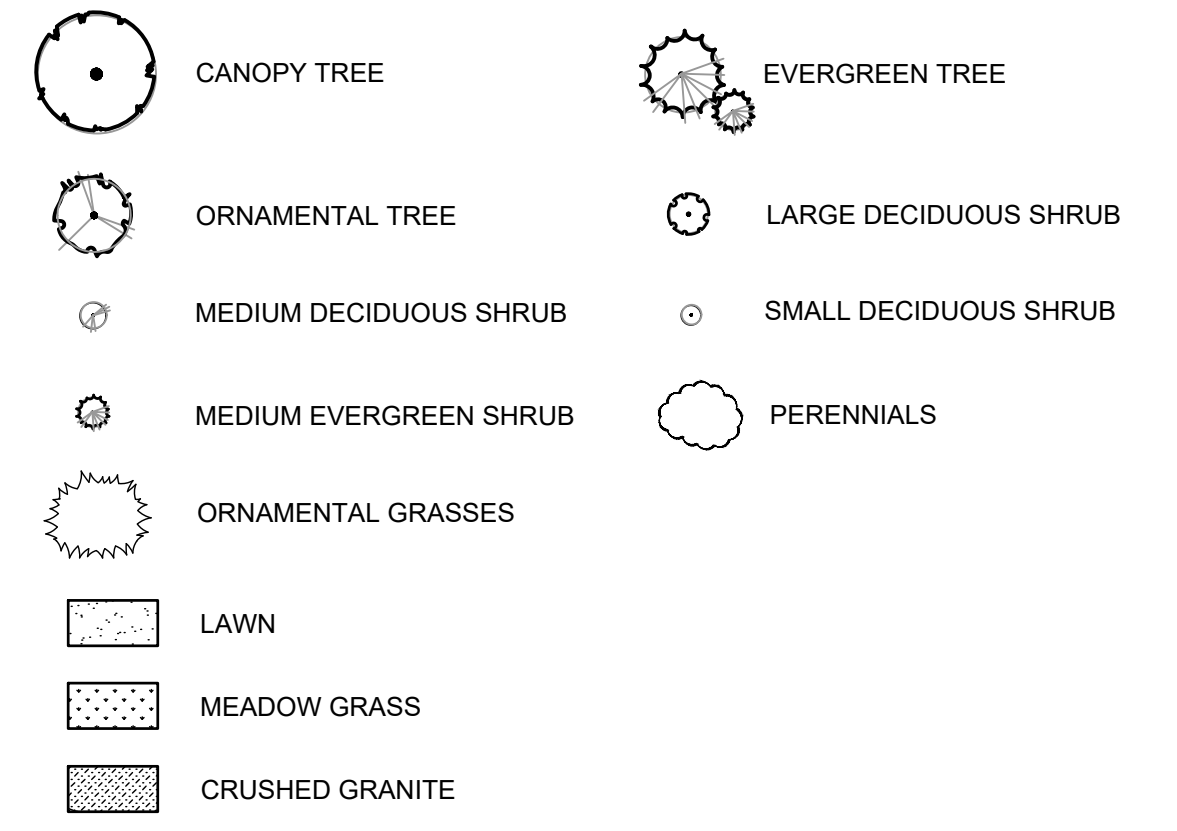 CANOPY TREE
EVERGREEN TREE
ORNAMENTAL TREE
LARGE DECIDUOUS SHRUB
MEDIUM DECIDUOUS SHRUB
SMALL DECIDUOUS SHRUB
MEDIUM EVERGREEN SHRUB
PERENNIALS
ORNAMENTAL GRASSES
LAWN
MEADOW GRASS
CRUSHED GRANITE